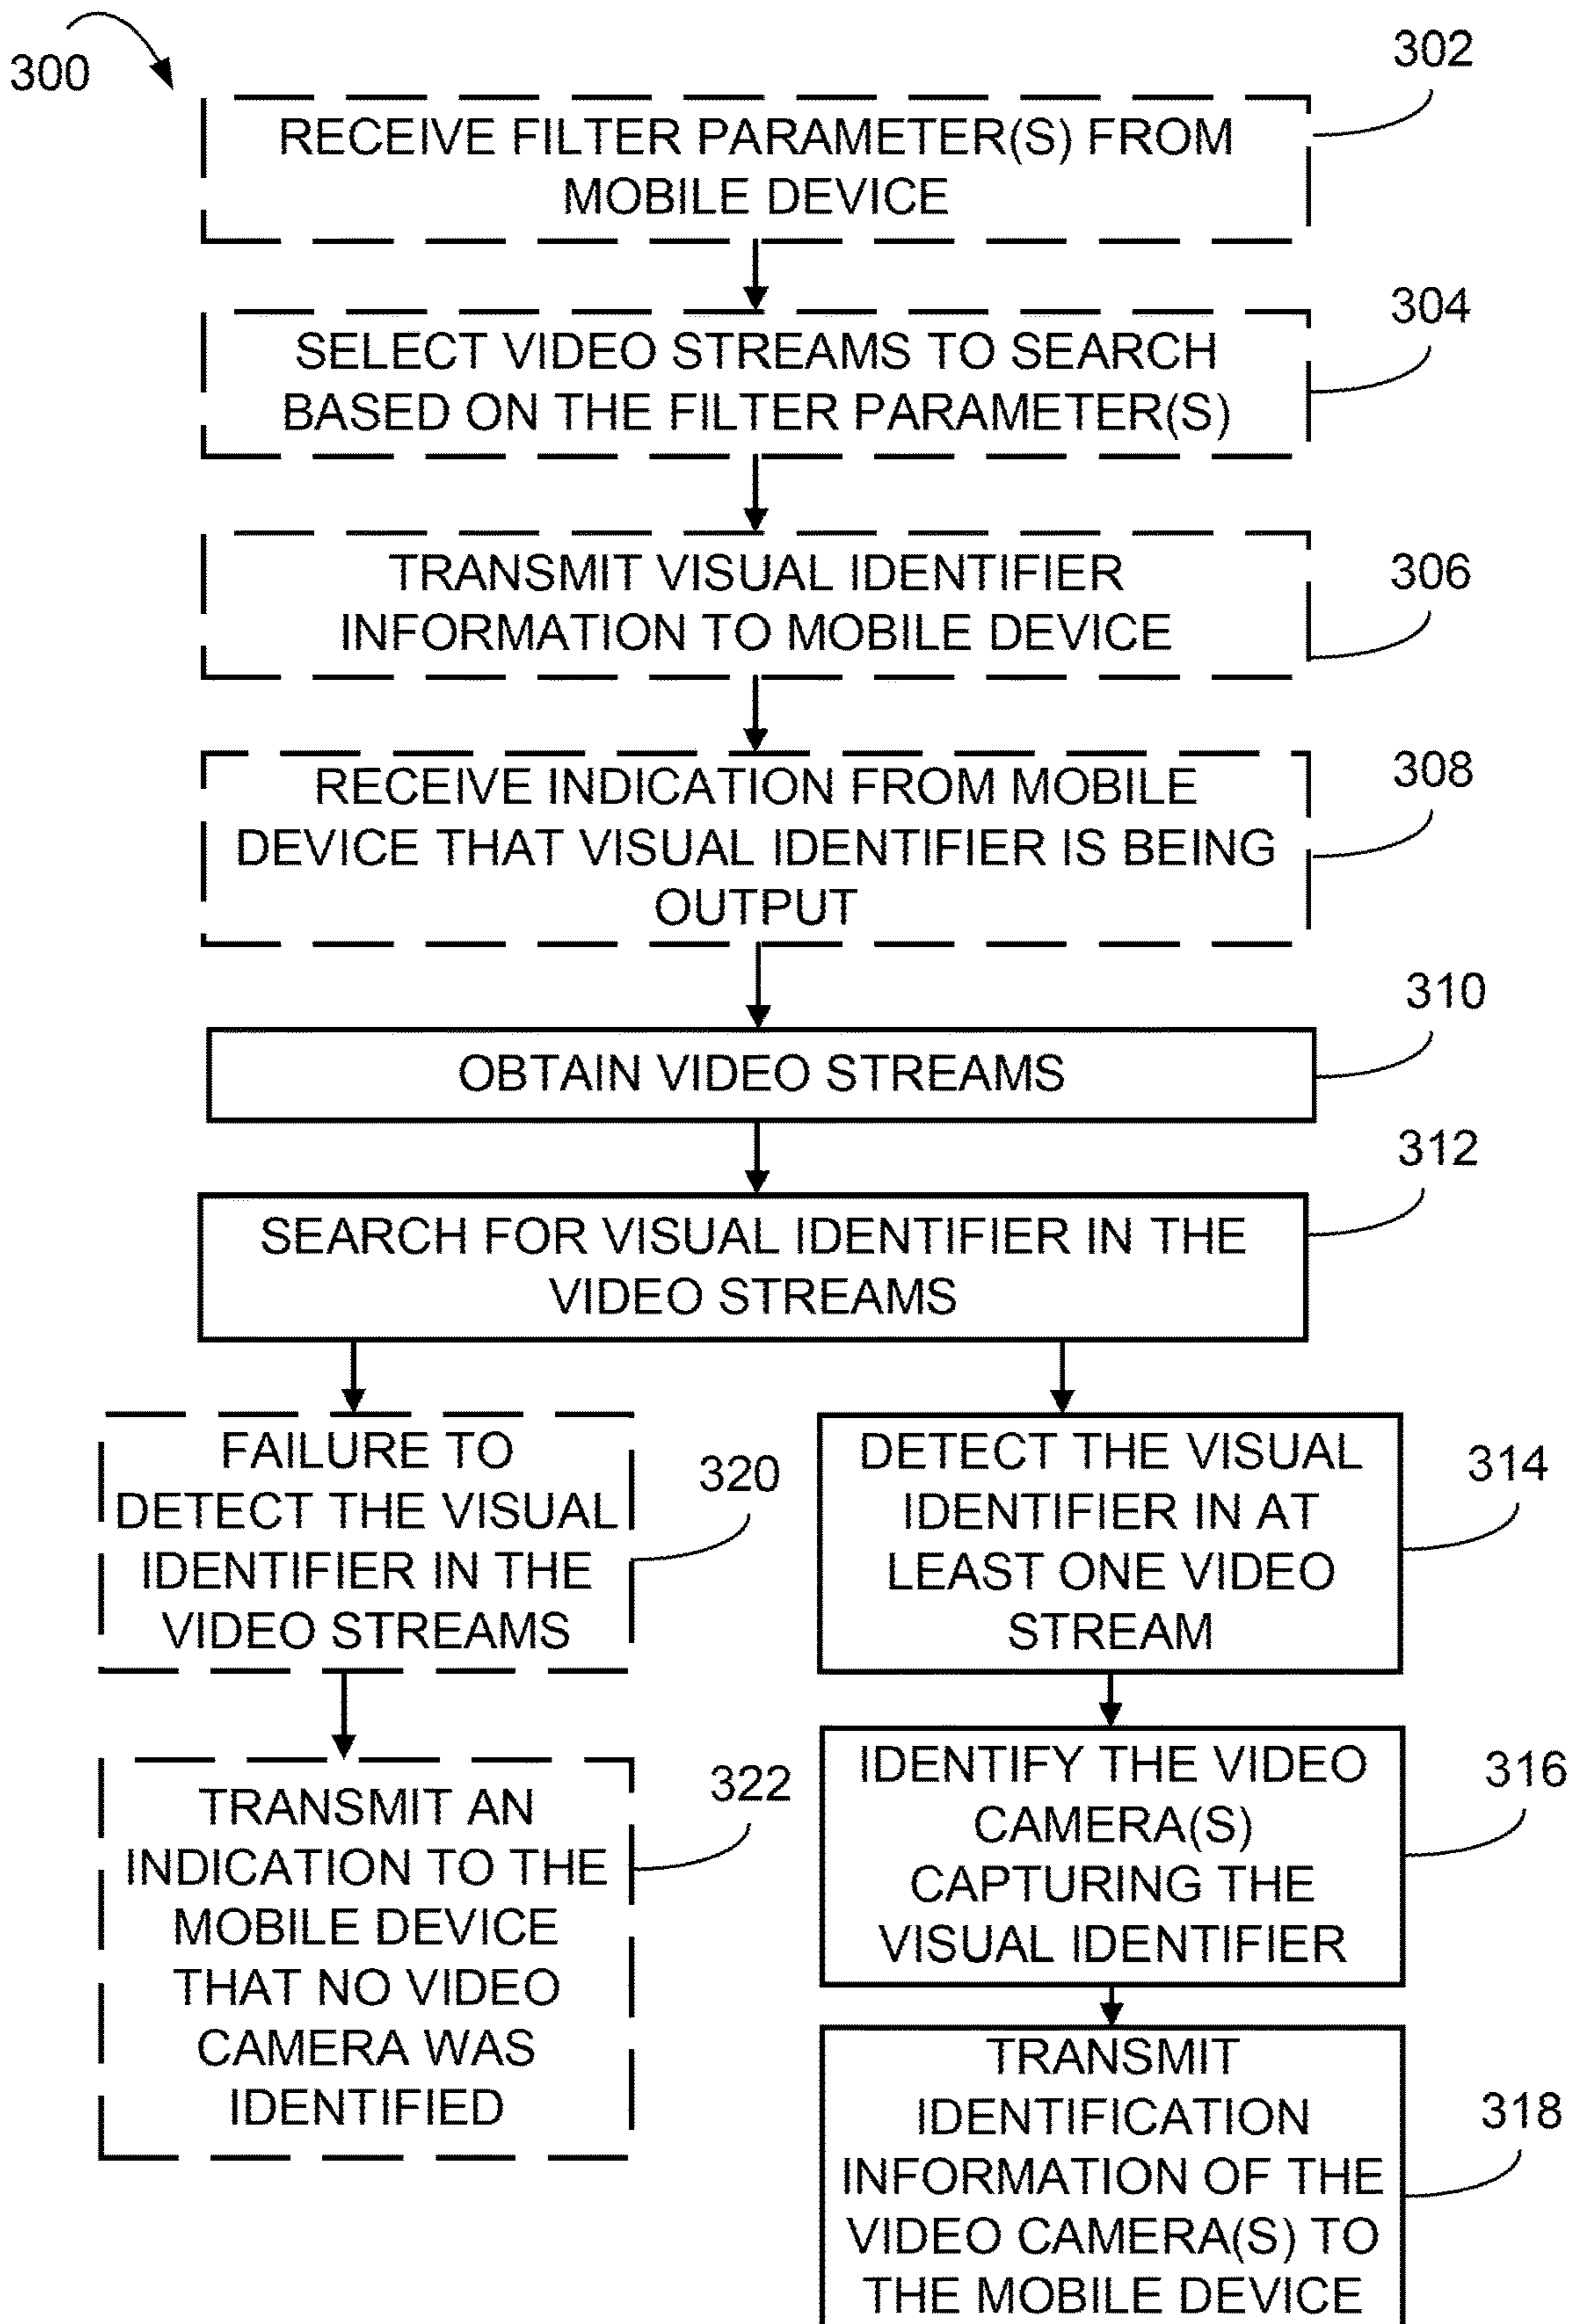 300
302
RECEIVE FILTER PARAMETER(S) FROM
MOBILE DEVICE
304
SELECT VIDEO STREAMS TO SEARCH
BASED ON THE FILTER PARAMETER(S)
306
TRANSMIT VISUAL IDENTIFIER
INFORMATION TO MOBILE DEVICE
308
RECEIVE INDICATION FROM MOBILE
DEVICE THAT VISUAL IDENTIFIER IS BEING
OUTPUT
310
OBTAIN VIDEO STREAMS
312
SEARCH FOR VISUAL IDENTIFIER IN THE
VIDEO STREAMS
320
FAILURE TO
DETECT THE VISUAL
IDENTIFIER IN THE
VIDEO STREAMS
322
TRANSMIT AN
INDICATION TO THE
MOBILE DEVICE
THAT NO VIDEO
CAMERA WAS
IDENTIFIED
314
DETECT THE VISUAL
IDENTIFIER IN AT
LEAST ONE VIDEO
STREAM
316
IDENTIFY THE VIDEO
CAMERA(S)
CAPTURING THE
VISUAL IDENTIFIER
318
TRANSMIT
IDENTIFICATION
INFORMATION OF THE
VIDEO CAMERA(S) TO
THE MOBILE DEVICE